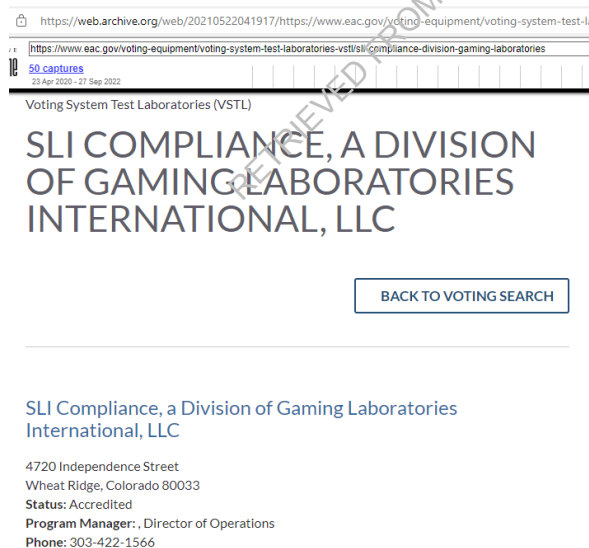 https://web.archive.org/web/20210522041917/https://www.eac.gov/voting-equipment/voting-system-test-la
https://www.eac.gov/voting-equipment/voting-system-test-laboratories-vstl/sli-compliance-division-gaming-laboratories
50 captures
23 Apr 2020 - 27 Sep 2022
RETRIEVED FROM
Voting System Test Laboratories (VSTL)
SLI COMPLIANCE, A DIVISION
OF GAMING LABORATORIES
INTERNATIONAL, LLC
BACK TO VOTING SEARCH
SLI Compliance, a Division of Gaming Laboratories
International, LLC
4720 Independence Street
Wheat Ridge, Colorado 80033
Status: Accredited
Program Manager: , Director of Operations
Phone: 303-422-1566